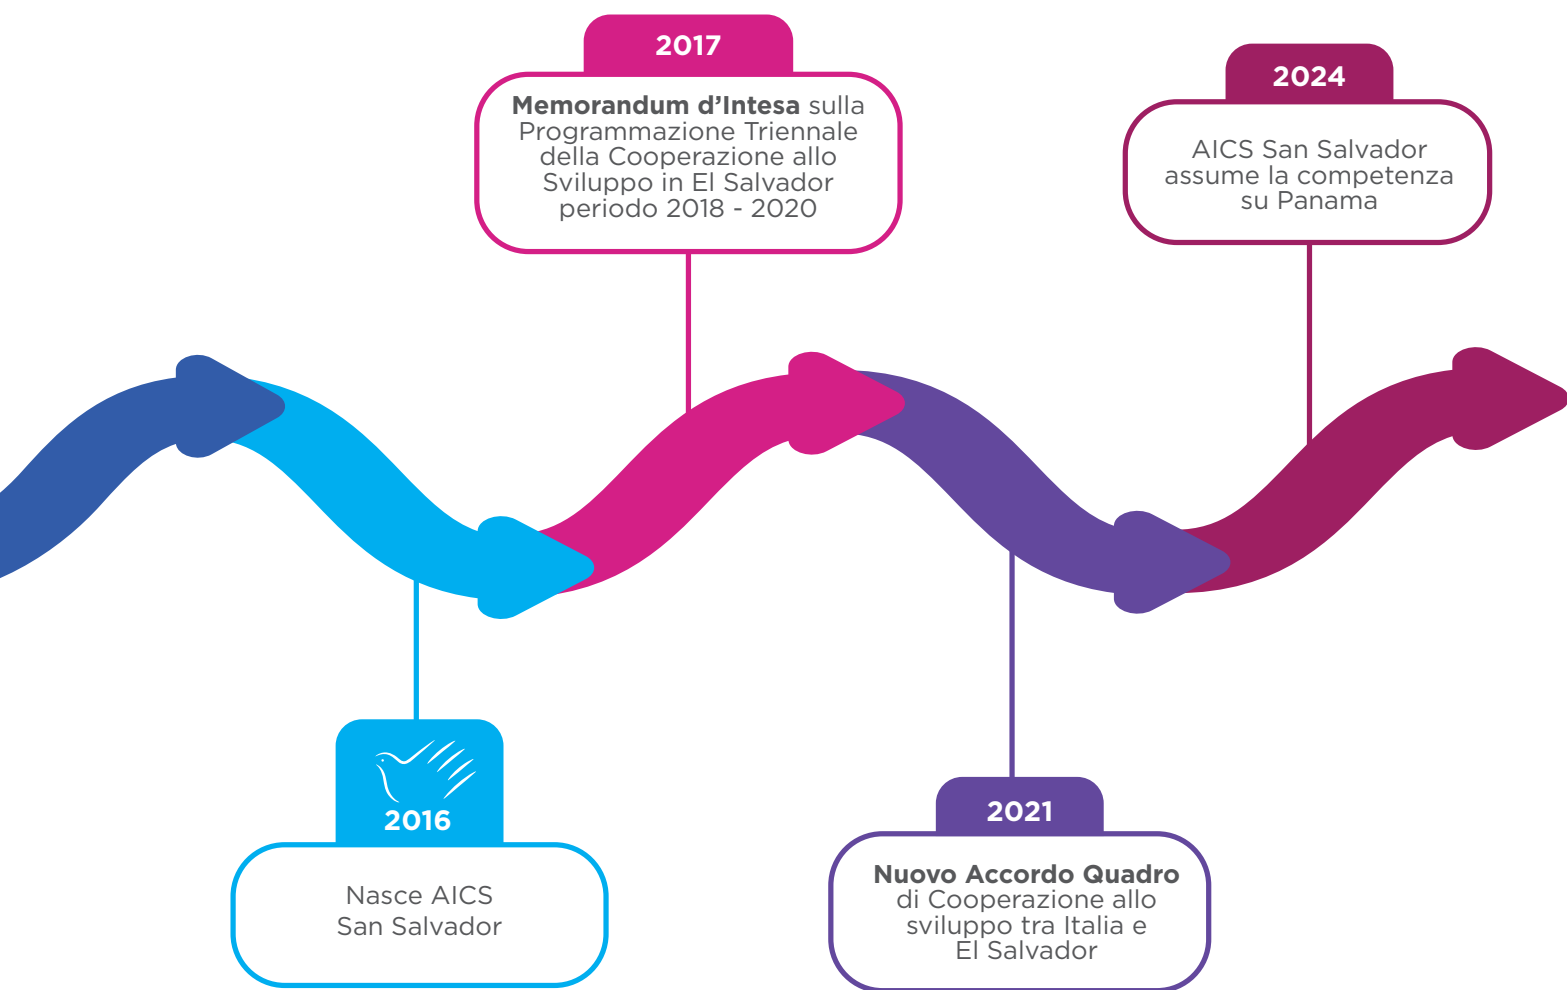 2017
Memorandum d’Intesa sulla
Programmazione Triennale
della Cooperazione allo
Sviluppo in El Salvador
periodo 2018 - 2020
2024
AICS San Salvador
assume la competenza
su Panama
2016
Nasce AICS
San Salvador
2021
Nuovo Accordo Quadro
di Cooperazione allo
sviluppo tra Italia e
El Salvador